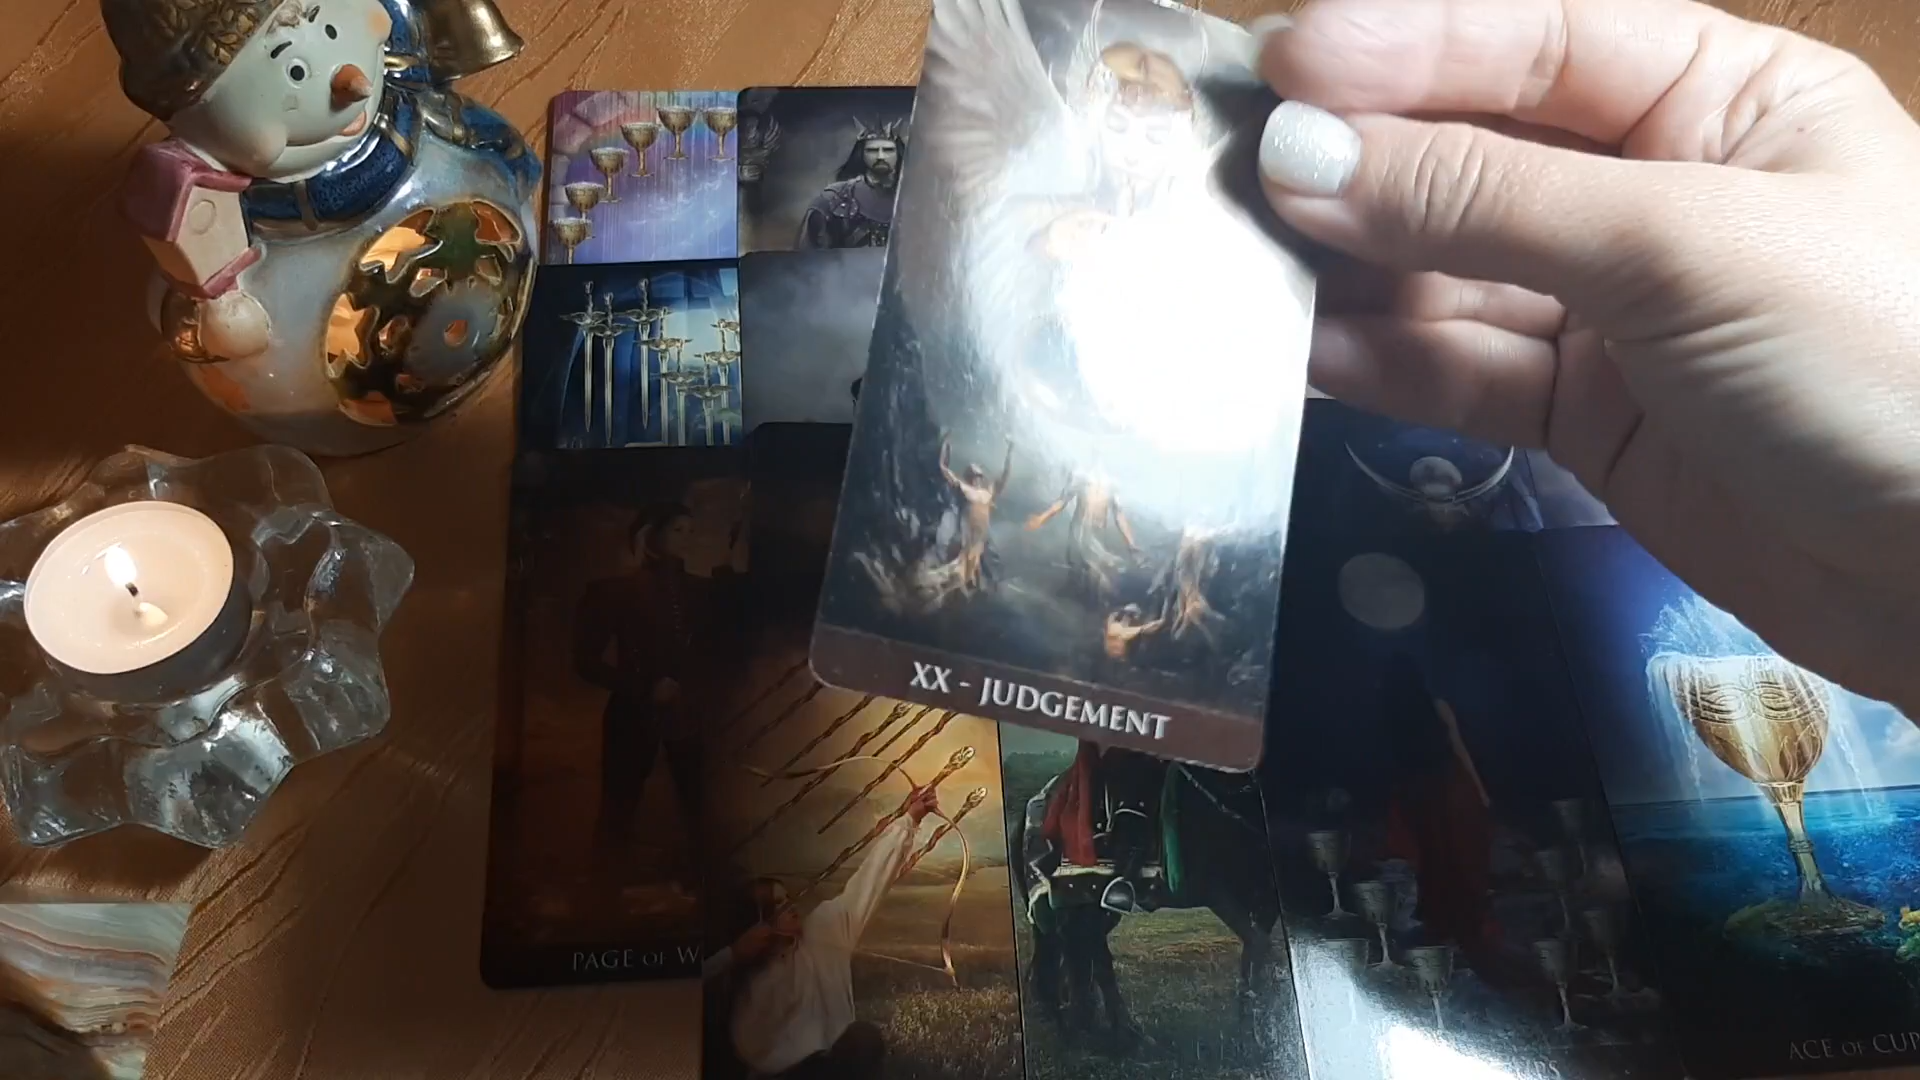 XX - JUDGEMENT
PAGE OF W
ACE OF CUP